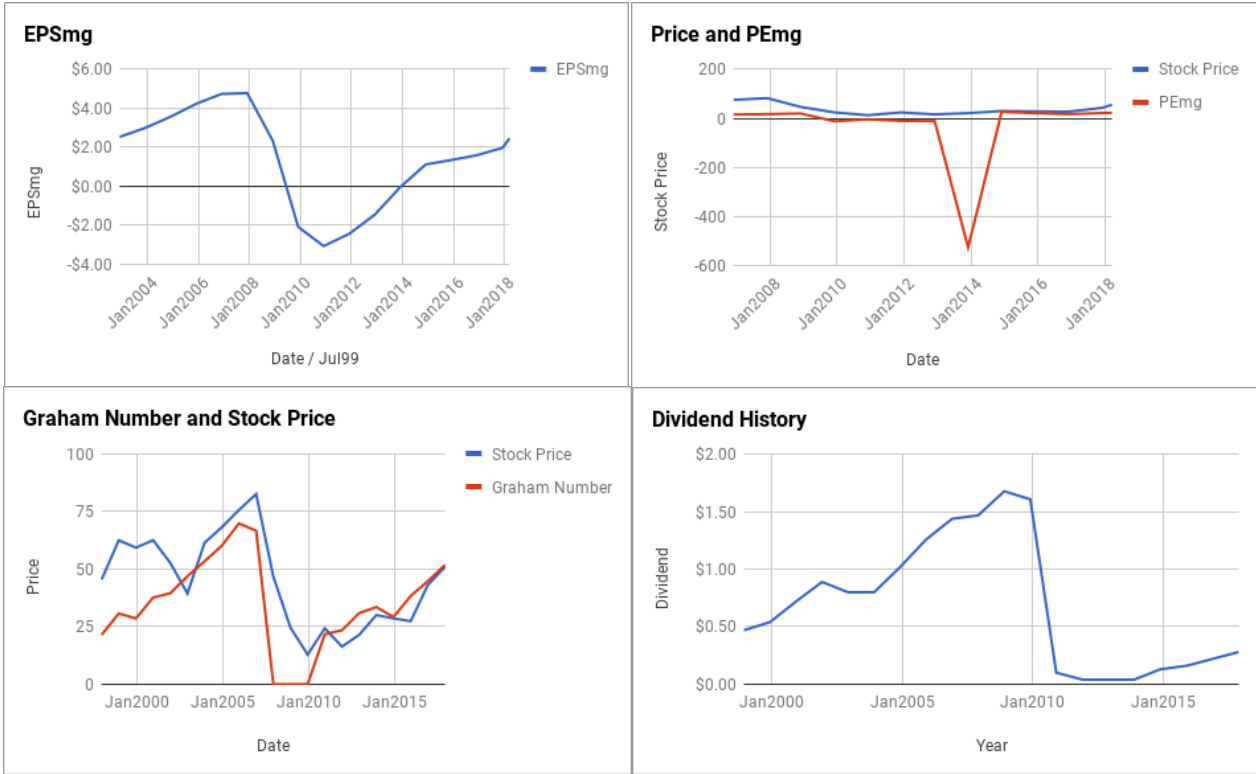 EPSmg
EPSmg
$6.00
$4.00
$2.00
$0.00
-$2.00
-$4.00
EPSmg
Jan2004
Jan2006
Jan2008
Jan2010
Jan2012
Jan2014
Jan2016
Jan2018
Date / Jul99
Price and PEmg
Stock Price
PEmg
200
0
-200
-400
-600
Stock Price
Jan2008
Jan2010
Jan2012
Jan2014
Jan2016
Jan2018
Date
Graham Number and Stock Price
Stock Price
Graham Number
100
75
50
25
0
Price
Jan2000
Jan2005
Jan2010
Jan2015
Date
Dividend History
$2.00
$1.50
$1.00
$0.50
$0.00
Dividend
Jan2000
Jan2005
Jan2010
Jan2015
Year